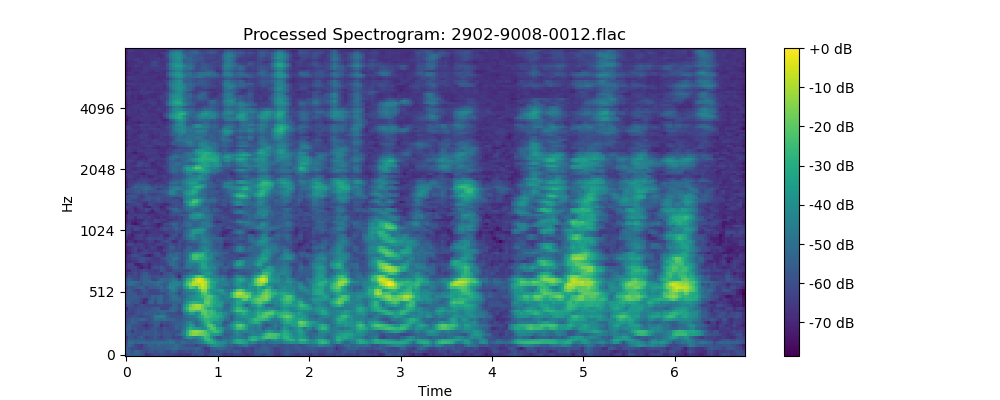 Processed Spectrogram: 2902-9008-0012.flac
Hz
4096
2048
1024
512
0
0 1 2 3 4 5 6
Time
+0 dB
-10 dB
-20 dB
-30 dB
-40 dB
-50 dB
-60 dB
-70 dB